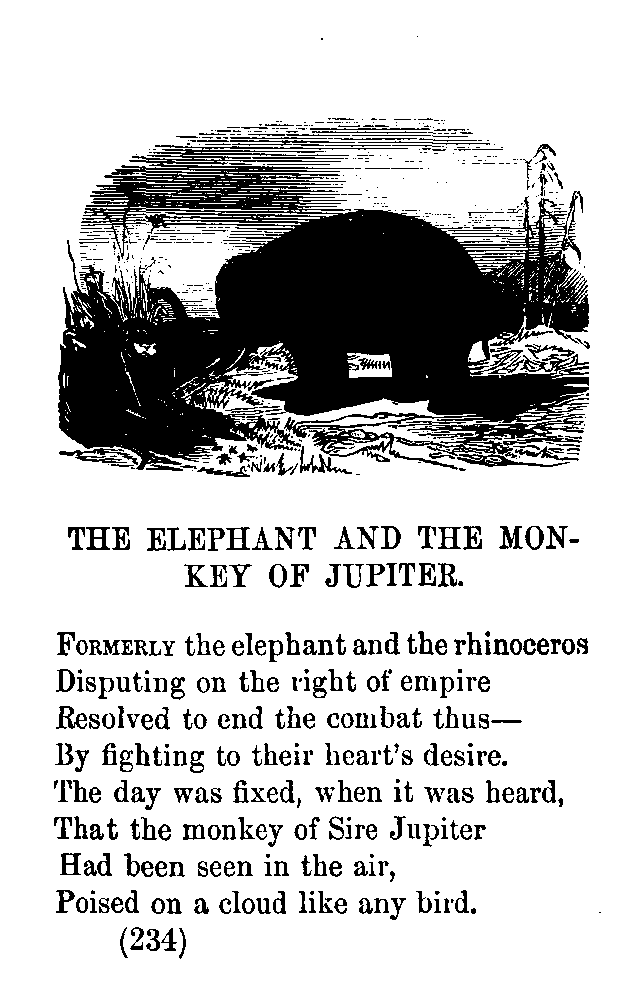 THE ELEPHANT AND THE MON-
KEY OF JUPITER.
FORMERLY the elephant and the rhinoceros
Disputing on the right of empire
Resolved to end the combat thus—
By fighting to their heart's desire.
The day was fixed, when it was heard,
That the monkey of Sire Jupiter
Had been seen in the air,
Poised on a cloud like any bird.
(234)